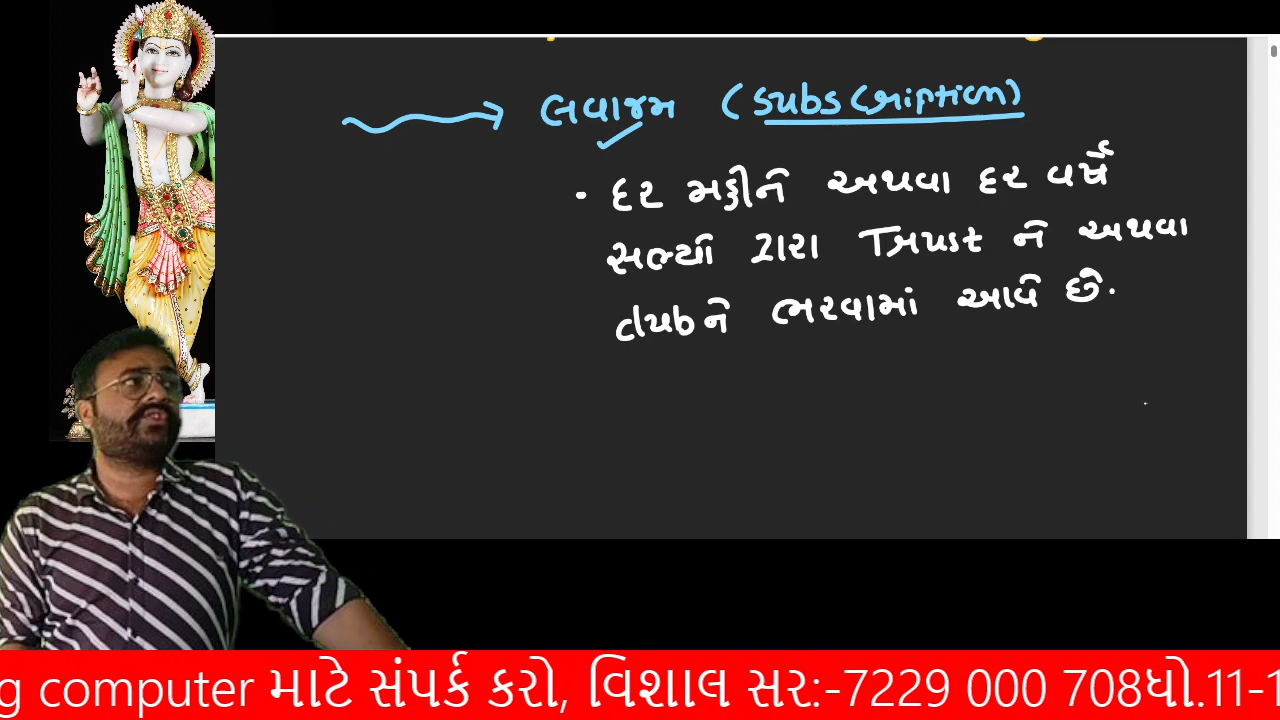 લવાજમ (Subscription)
• દર મહીને અથવા દર વર્ષે
સભ્યો દ્વારા Trust ને અથવા
club ને ભરવામાં આવે છે.
g computer માટે સંપર્ક કરો, વિશાલ સર:-7229 000 708ધો.11-1